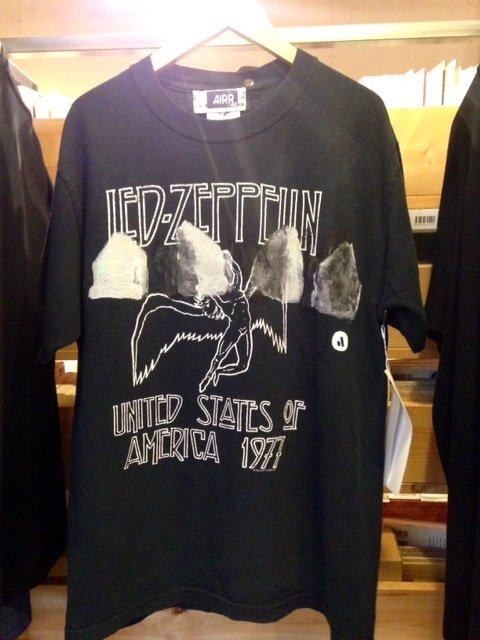 AIRR
LED-ZEPPELIN
UNITED STATES OF
AMERICA 1977